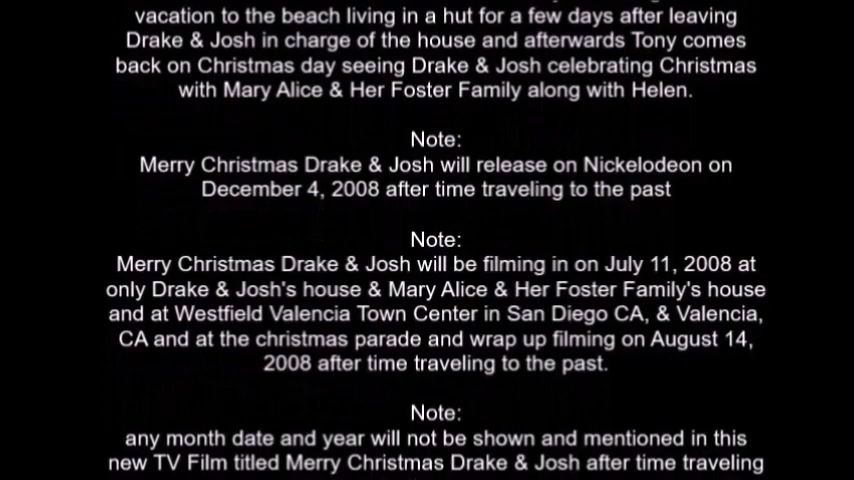 vacation to the beach living in a hut for a few days after leaving
Drake & Josh in charge of the house and afterwards Tony comes
back on Christmas day seeing Drake & Josh celebrating Christmas
with Mary Alice & Her Foster Family along with Helen.
Note:
Merry Christmas Drake & Josh will release on Nickelodeon on
December 4, 2008 after time traveling to the past
Note:
Merry Christmas Drake & Josh will be filming in on July 11, 2008 at
only Drake & Josh's house & Mary Alice & Her Foster Family's house
and at Westfield Valencia Town Center in San Diego CA, & Valencia,
CA and at the christmas parade and wrap up filming on August 14,
2008 after time traveling to the past.
Note:
any month date and year will not be shown and mentioned in this
new TV Film titled Merry Christmas Drake & Josh after time traveling